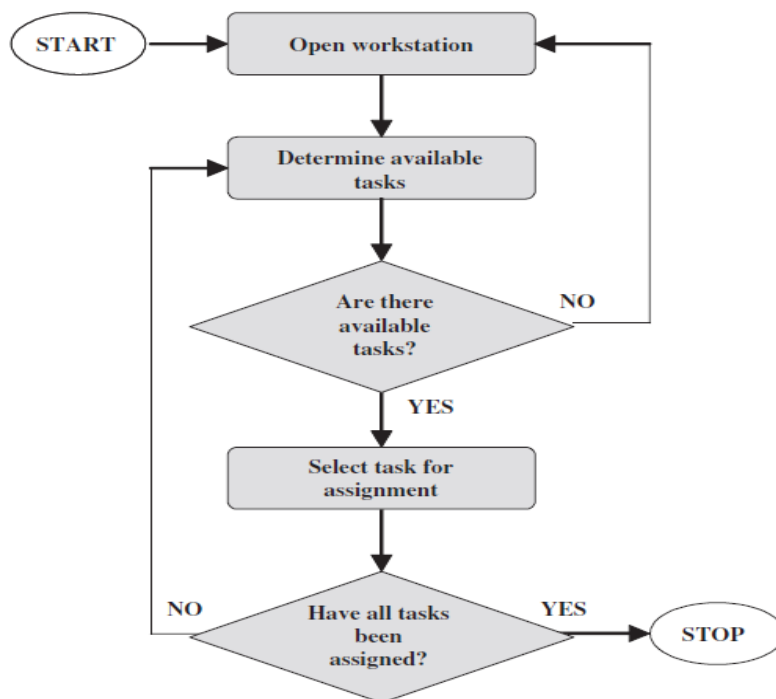 START
Open workstation
Determine available
tasks
Are there
available
tasks?
NO
YES
Select task for
assignment
NO
Have all tasks
been
assigned?
YES
STOP